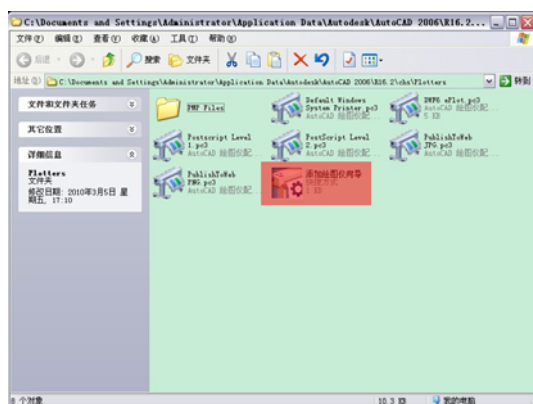 C:\Documents and Settings\Administrator\Application Data\Autodesk\AutoCAD 2006\R16.2...
文件(F) 编辑(E) 查看(V) 收藏(A) 工具(T) 帮助(H)
后退 搜索 文件夹
地址(D) C:\Documents and Settings\Administrator\Application Data\Autodesk\AutoCAD 2006\R16.2\chs\Plotters 转到
文件和文件夹任务
其它位置
详细信息
Plotters
文件夹
修改日期: 2010年3月5日 星
期五, 17:10
PMP Files
Default Windows
System Printer.pc3
AutoCAD 绘图仪配...
DWF6 ePlot.pc3
AutoCAD 绘图仪配...
5 KB
Postscript Level
1.pc3
AutoCAD 绘图仪配...
PostScript Level
2.pc3
AutoCAD 绘图仪配...
PublishToWeb
JPG.pc3
AutoCAD 绘图仪配...
PublishToWeb
PNG.pc3
AutoCAD 绘图仪配...
添加绘图仪向导
快捷方式
1 KB
8 个对象 10.3 KB 我的电脑